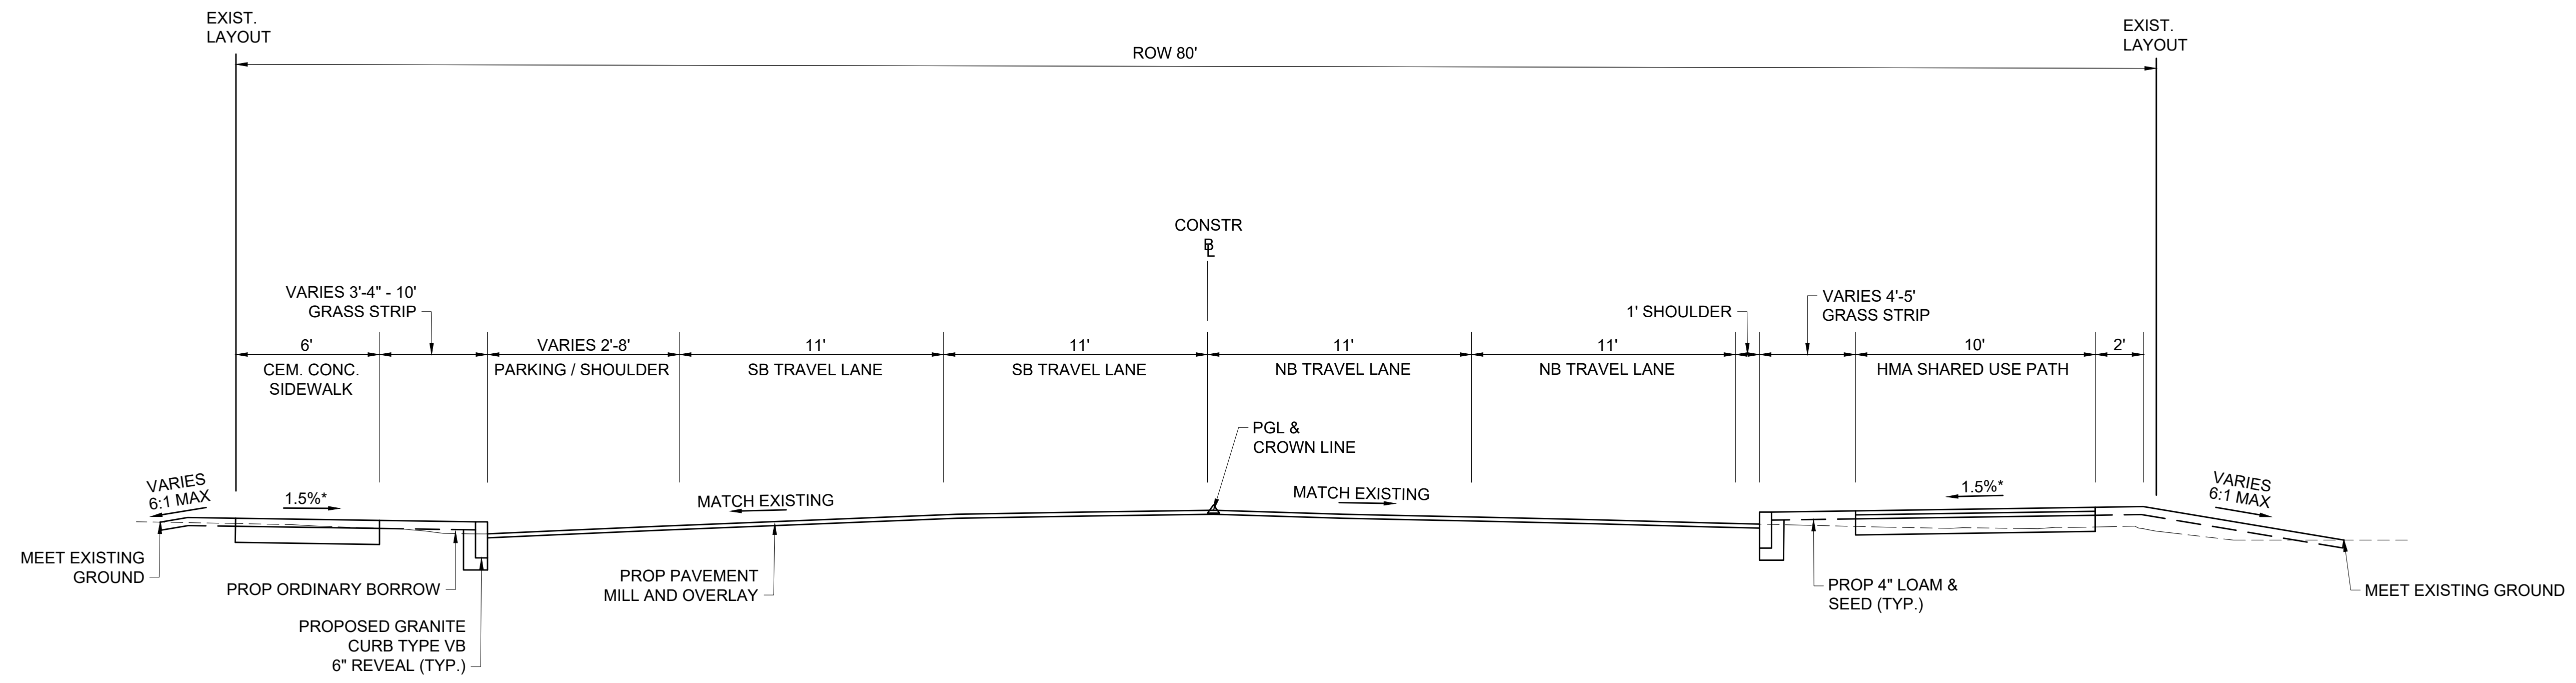 EXIST.
LAYOUT
EXIST.
LAYOUT
ROW 80'
CONSTR
BL
VARIES 3'-4" - 10'
GRASS STRIP
1' SHOULDER
VARIES 4'-5'
GRASS STRIP
6'
VARIES 2'-8'
11'
11'
11'
11'
10'
2'
CEM. CONC.
SIDEWALK
PARKING / SHOULDER
SB TRAVEL LANE
SB TRAVEL LANE
NB TRAVEL LANE
NB TRAVEL LANE
HMA SHARED USE PATH
PGL &
CROWN LINE
VARIES
6:1 MAX
1.5%*
MATCH EXISTING
MATCH EXISTING
1.5%*
VARIES
6:1 MAX
MEET EXISTING
GROUND
PROP ORDINARY BORROW
PROPOSED GRANITE
CURB TYPE VB
6" REVEAL (TYP.)
PROP PAVEMENT
MILL AND OVERLAY
PROP 4" LOAM &
SEED (TYP.)
MEET EXISTING GROUND